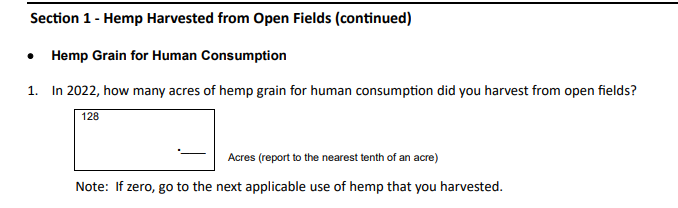 Section 1 - Hemp Harvested from Open Fields (continued)
• Hemp Grain for Human Consumption
1. In 2022, how many acres of hemp grain for human consumption did you harvest from open fields?
128
.__ Acres (report to the nearest tenth of an acre)
Note: If zero, go to the next applicable use of hemp that you harvested.